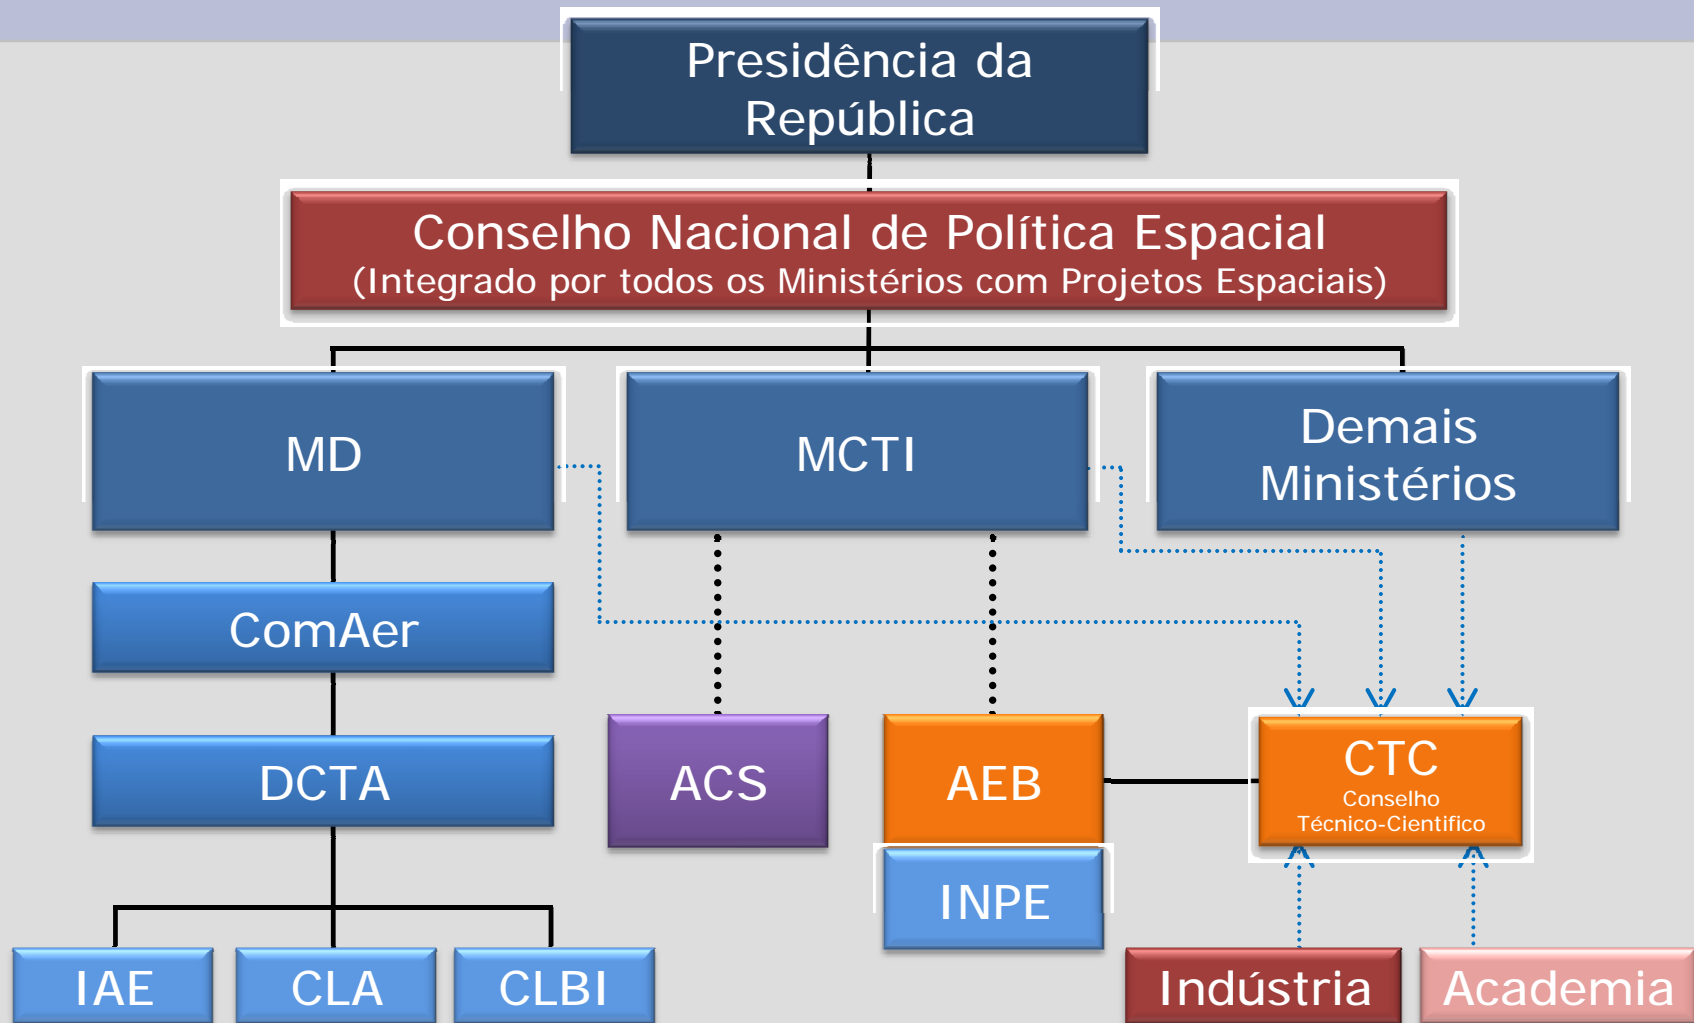 Presidência da
República
Conselho Nacional de Política Espacial
(Integrado por todos os Ministérios com Projetos Espaciais)
MD
MCTI
Demais
Ministérios
ComAer
DCTA
ACS
AEB
CTC
Conselho
Técnico-Cientifico
INPE
IAE
CLA
CLBI
Indústria
Academia